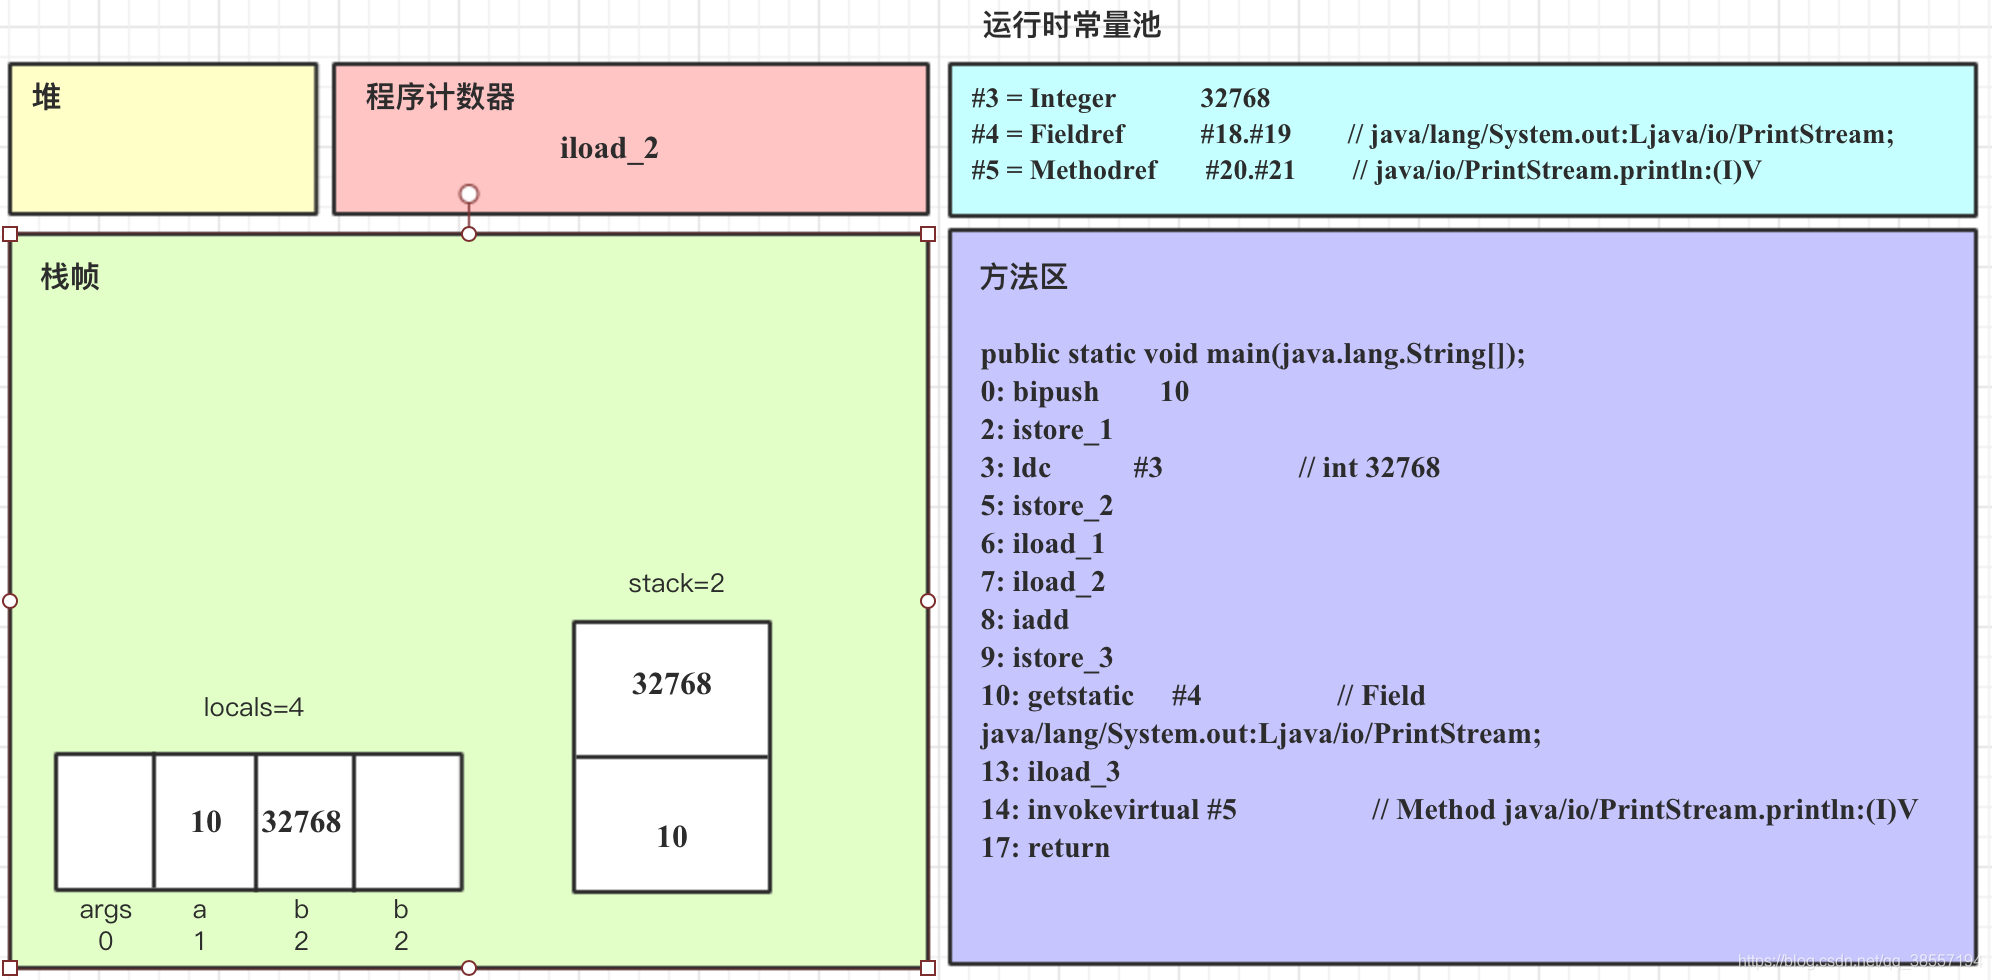 运行时常量池
堆
程序计数器
iload_2
#3 = Integer 32768
#4 = Fieldref #18.#19 // java/lang/System.out:Ljava/io/PrintStream;
#5 = Methodref #20.#21 // java/io/PrintStream.println:(I)V
栈帧
stack=2
32768
10
locals=4
10 32768
args a b b
0 1 2 2
方法区
public static void main(java.lang.String[]);
0: bipush 10
2: istore_1
3: ldc #3 // int 32768
5: istore_2
6: iload_1
7: iload_2
8: iadd
9: istore_3
10: getstatic #4 // Field
java/lang/System.out:Ljava/io/PrintStream;
13: iload_3
14: invokevirtual #5 // Method java/io/PrintStream.println:(I)V
17: return
https://blog.csdn.net/qq_38557194